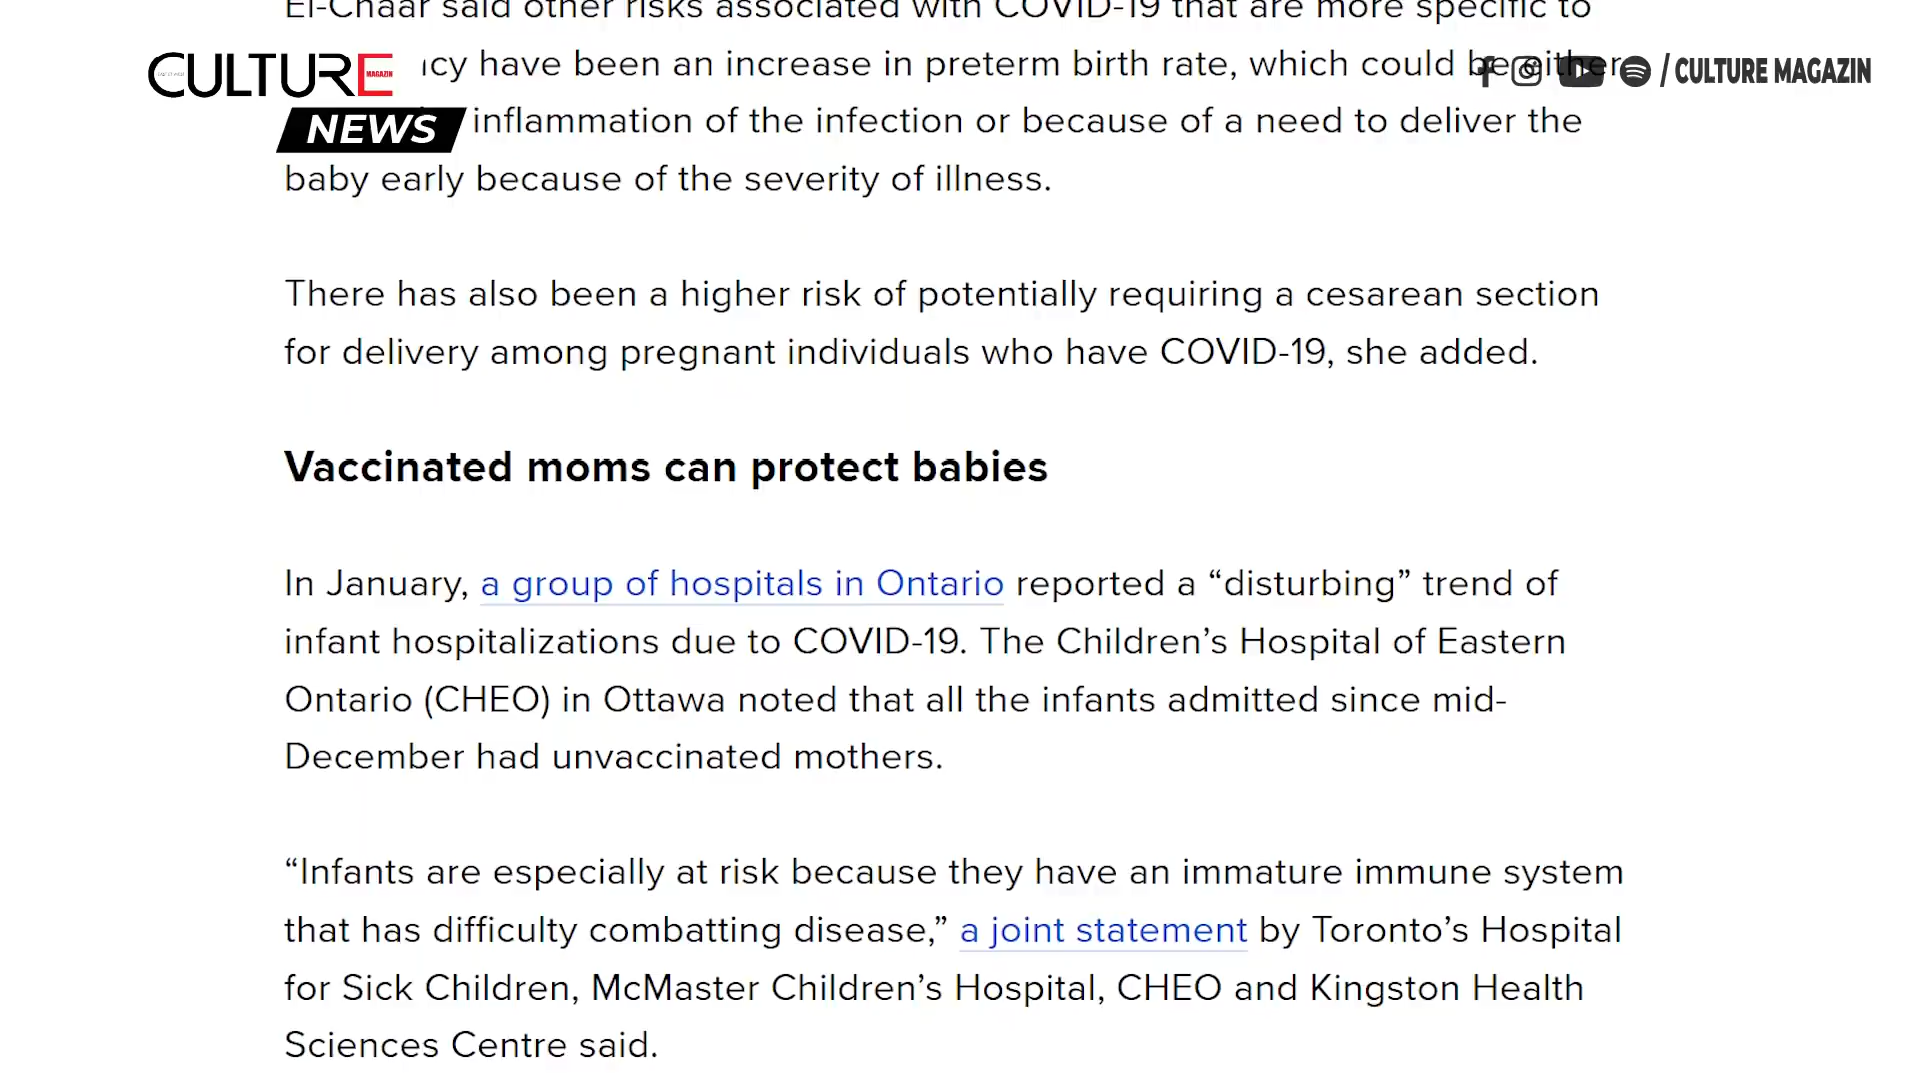 El-Chaar said other risks associated with COVID-19 that are more specific to
CULTURE MAGAZIN
NEWS
/ CULTURE MAGAZIN
have been an increase in preterm birth rate, which could be either
inflammation of the infection or because of a need to deliver the
baby early because of the severity of illness.
There has also been a higher risk of potentially requiring a cesarean section
for delivery among pregnant individuals who have COVID-19, she added.
Vaccinated moms can protect babies
In January, a group of hospitals in Ontario reported a “disturbing” trend of
infant hospitalizations due to COVID-19. The Children’s Hospital of Eastern
Ontario (CHEO) in Ottawa noted that all the infants admitted since mid-
December had unvaccinated mothers.
“Infants are especially at risk because they have an immature immune system
that has difficulty combatting disease,” a joint statement by Toronto’s Hospital
for Sick Children, McMaster Children’s Hospital, CHEO and Kingston Health
Sciences Centre said.